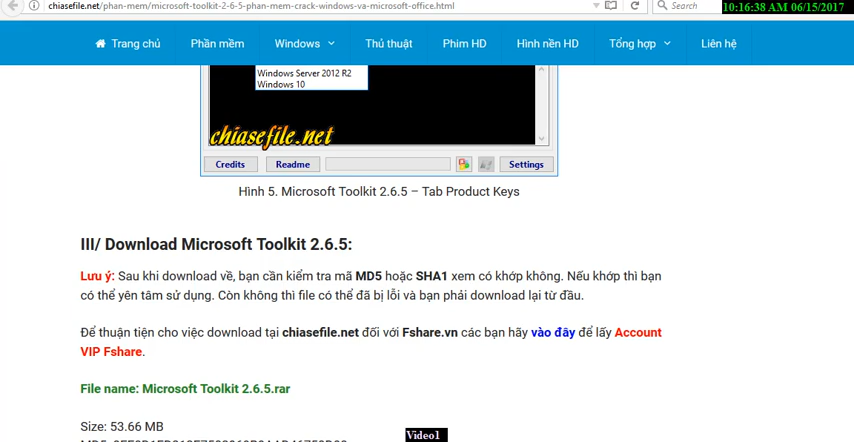 chiasefile.net/phan-mem/microsoft-toolkit-2-6-5-phan-mem-crack-windows-va-microsoft-office.html
Search
10:16:38 AM 06/15/2017
Trang chủ Phần mềm Windows Thủ thuật Phim HD Hình nền HD Tổng hợp Liên hệ
Windows Server 2012 R2
Windows 10
chiasefile.net
Credits Readme Settings
Hình 5. Microsoft Toolkit 2.6.5 – Tab Product Keys
III/ Download Microsoft Toolkit 2.6.5:
Lưu ý: Sau khi download về, bạn cần kiểm tra mã MD5 hoặc SHA1 xem có khớp không. Nếu khớp thì bạn
có thể yên tâm sử dụng. Còn không thì file có thể đã bị lỗi và bạn phải download lại từ đầu.
Để thuận tiện cho việc download tại chiasefile.net đối với Fshare.vn các bạn hãy vào đây để lấy Account
VIP Fshare.
File name: Microsoft Toolkit 2.6.5.rar
Size: 53.66 MB
Video1